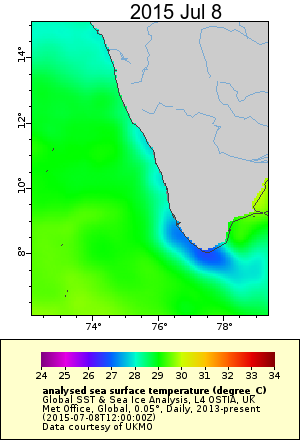 2015 Jul 8
14°
12°
10°
8°
74° 76° 78°
24 25 26 27 28 29 30 31 32 33 34
analysed sea surface temperature (degree_C)
Global SST & Sea Ice Analysis, L4 OSTIA, UK
Met Office, Global, 0.05°, Daily, 2013-present
(2015-07-08T12:00:00Z)
Data courtesy of UKMO